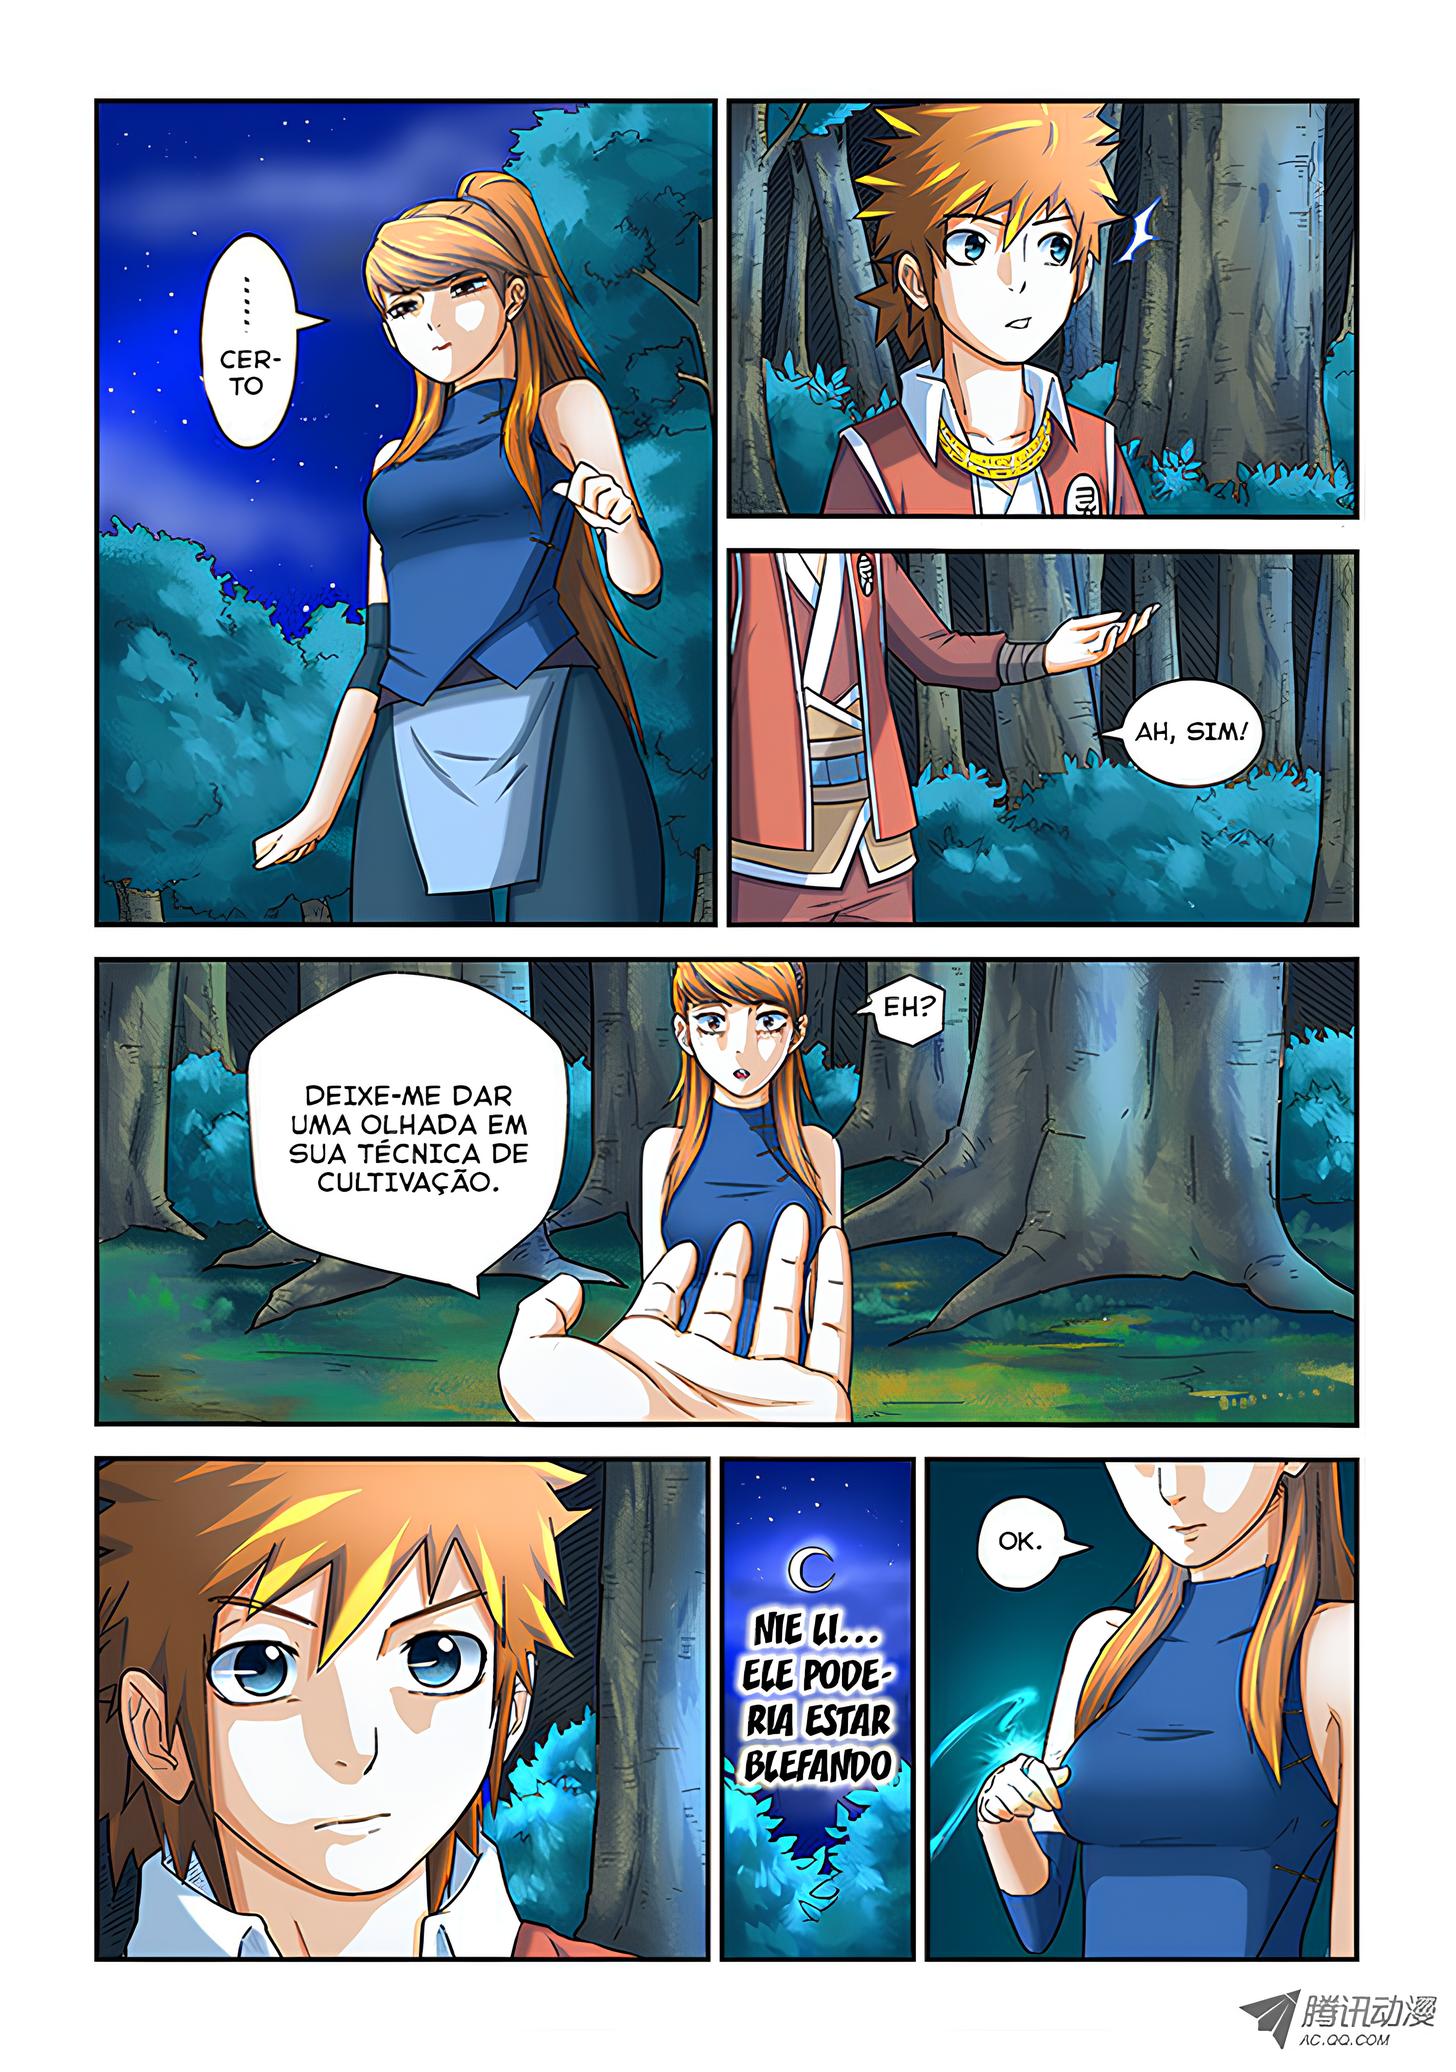 ......
CER-
TO
AH, SIM!
DEIXE-ME DAR
UMA OLHADA EM
SUA TÉCNICA DE
CULTIVAÇÃO.
EH?
NIE LI...
ELE PODE-
RIA ESTAR
BLEFANDO
OK.
腾讯动漫
AC.QQ.COM